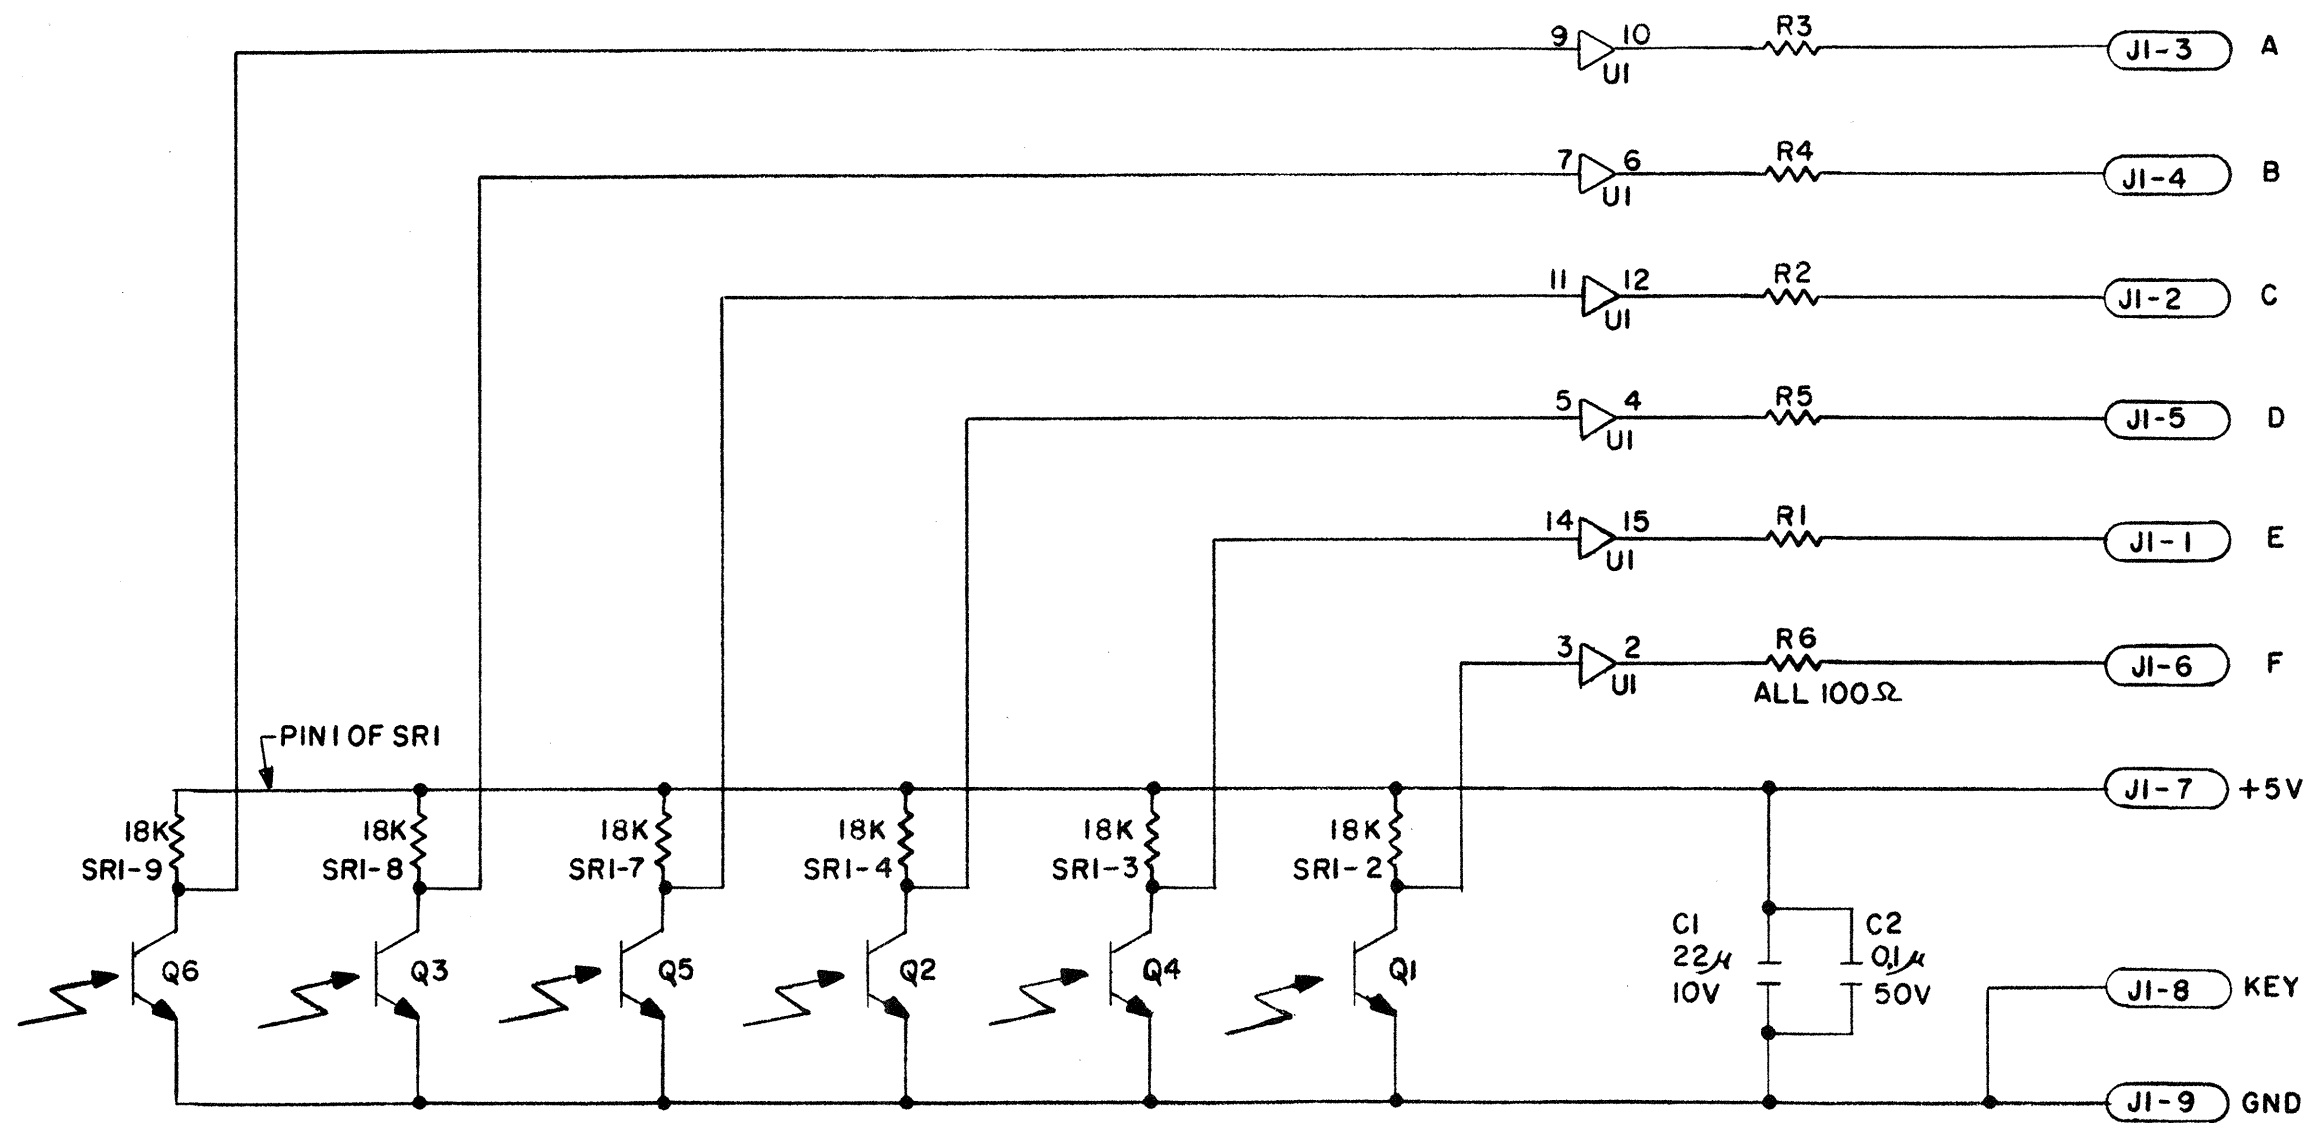 R3
9 10 J1-3 A
U1
R4
7 6 J1-4 B
U1
R2
11 12 J1-2 C
U1
R5
5 4 J1-5 D
U1
R1
14 15 J1-1 E
U1
R6
3 2 J1-6 F
U1 ALL 100Ω
PIN 1 OF SR1
J1-7 +5V
18K 18K 18K 18K 18K 18K
SR1-9 SR1-8 SR1-7 SR1-4 SR1-3 SR1-2
C1 C2
22μ 0.1μ
Q6 Q3 Q5 Q2 Q4 Q1
10V 50V J1-8 KEY
J1-9 GND